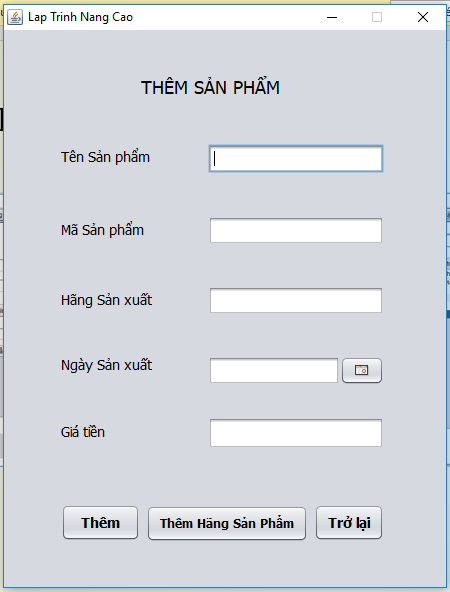 Lap Trinh Nang Cao
THÊM SẢN PHẨM
Tên Sản phẩm
Mã Sản phẩm
Hãng Sản xuất
Ngày Sản xuất
Giá tiền
Thêm Thêm Hãng Sản Phẩm Trở lại